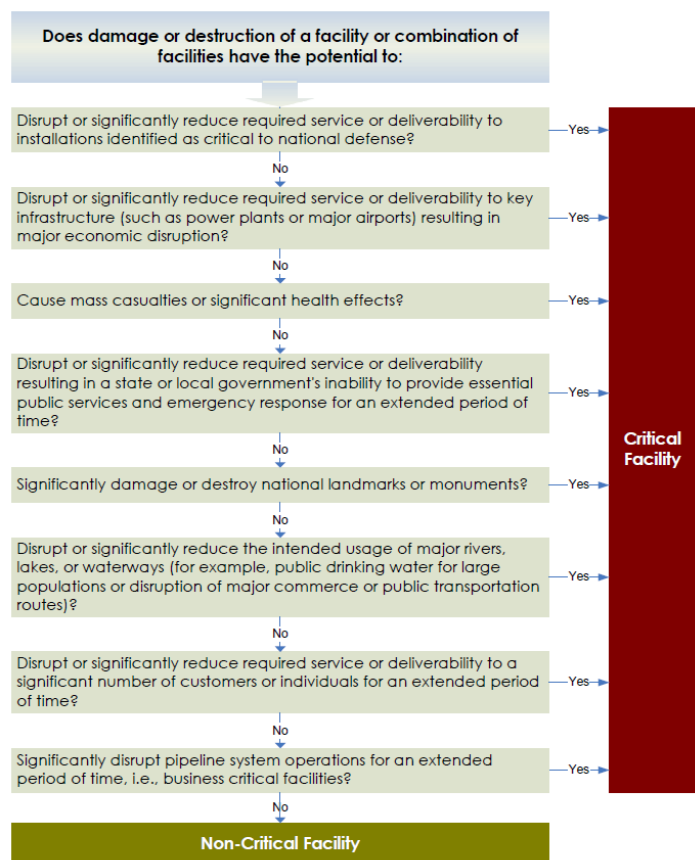 Does damage or destruction of a facility or combination of
facilities have the potential to:
Disrupt or significantly reduce required service or deliverability to
installations identified as critical to national defense?
Yes
No
Disrupt or significantly reduce required service or deliverability to key
infrastructure (such as power plants or major airports) resulting in
major economic disruption?
Yes
No
Cause mass casualties or significant health effects?
Yes
No
Disrupt or significantly reduce required service or deliverability
resulting in a state or local government's inability to provide essential
public services and emergency response for an extended period of
time?
Yes
No
Critical
Facility
Significantly damage or destroy national landmarks or monuments?
Yes
No
Disrupt or significantly reduce the intended usage of major rivers,
lakes, or waterways (for example, public drinking water for large
populations or disruption of major commerce or public transportation
routes)?
Yes
No
Disrupt or significantly reduce required service or deliverability to a
significant number of customers or individuals for an extended period
of time?
Yes
No
Significantly disrupt pipeline system operations for an extended
period of time, i.e., business critical facilities?
Yes
No
Non-Critical Facility